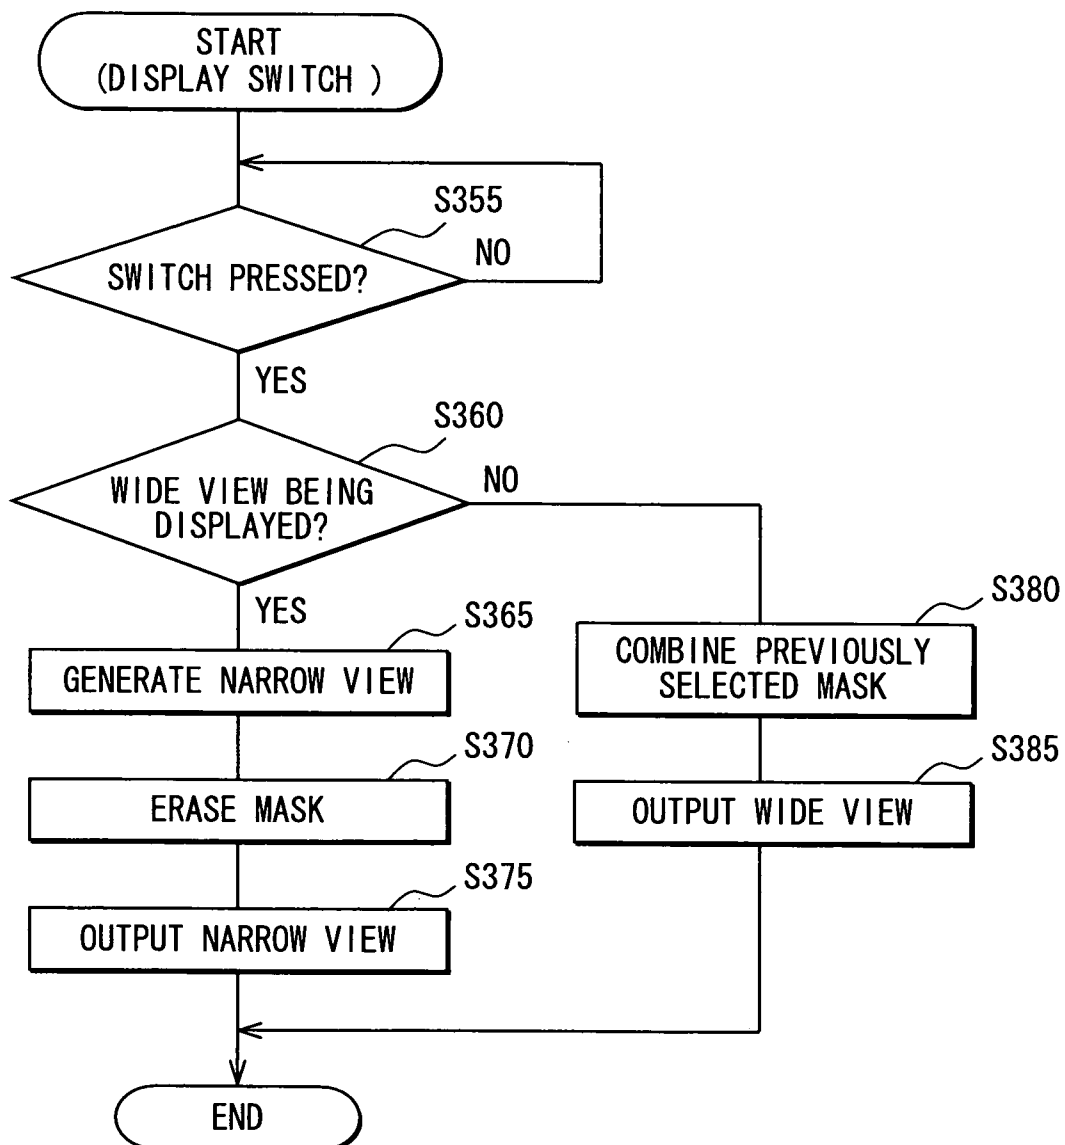 START
(DISPLAY SWITCH )
S355
SWITCH PRESSED?
NO
YES
S360
WIDE VIEW BEING
DISPLAYED?
NO
YES
S365
GENERATE NARROW VIEW
S370
ERASE MASK
S375
OUTPUT NARROW VIEW
S380
COMBINE PREVIOUSLY
SELECTED MASK
S385
OUTPUT WIDE VIEW
END